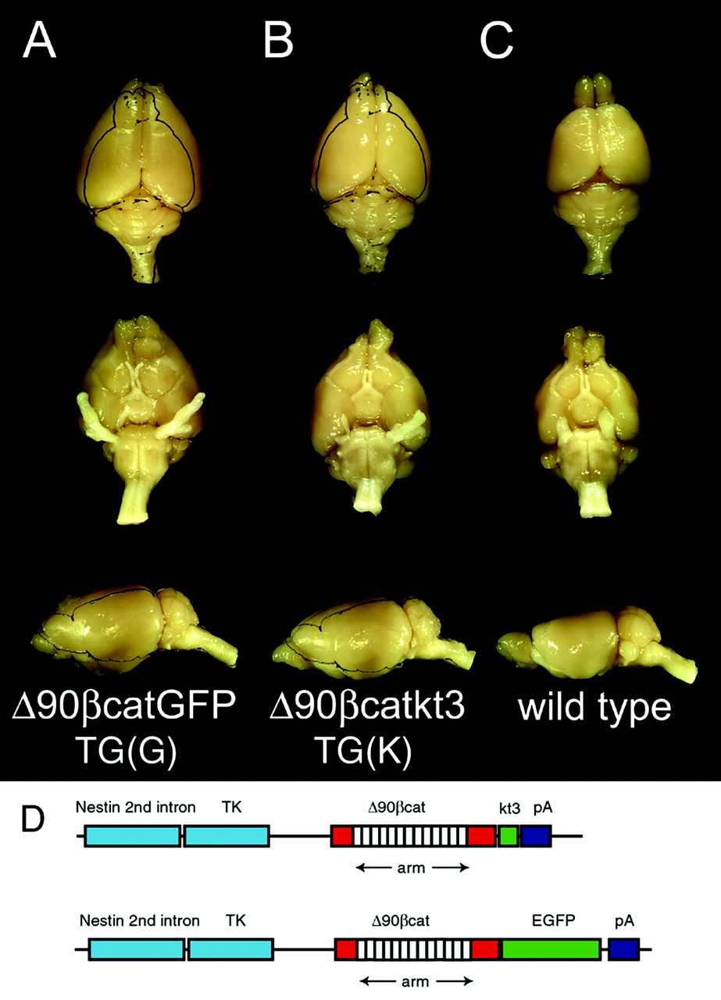 A B C
Δ90βcatGFP Δ90βcatkt3 wild type
TG(G) TG(K)
D
Nestin 2nd intron TK Δ90βcat kt3 pA
arm
Nestin 2nd intron TK Δ90βcat EGFP pA
arm